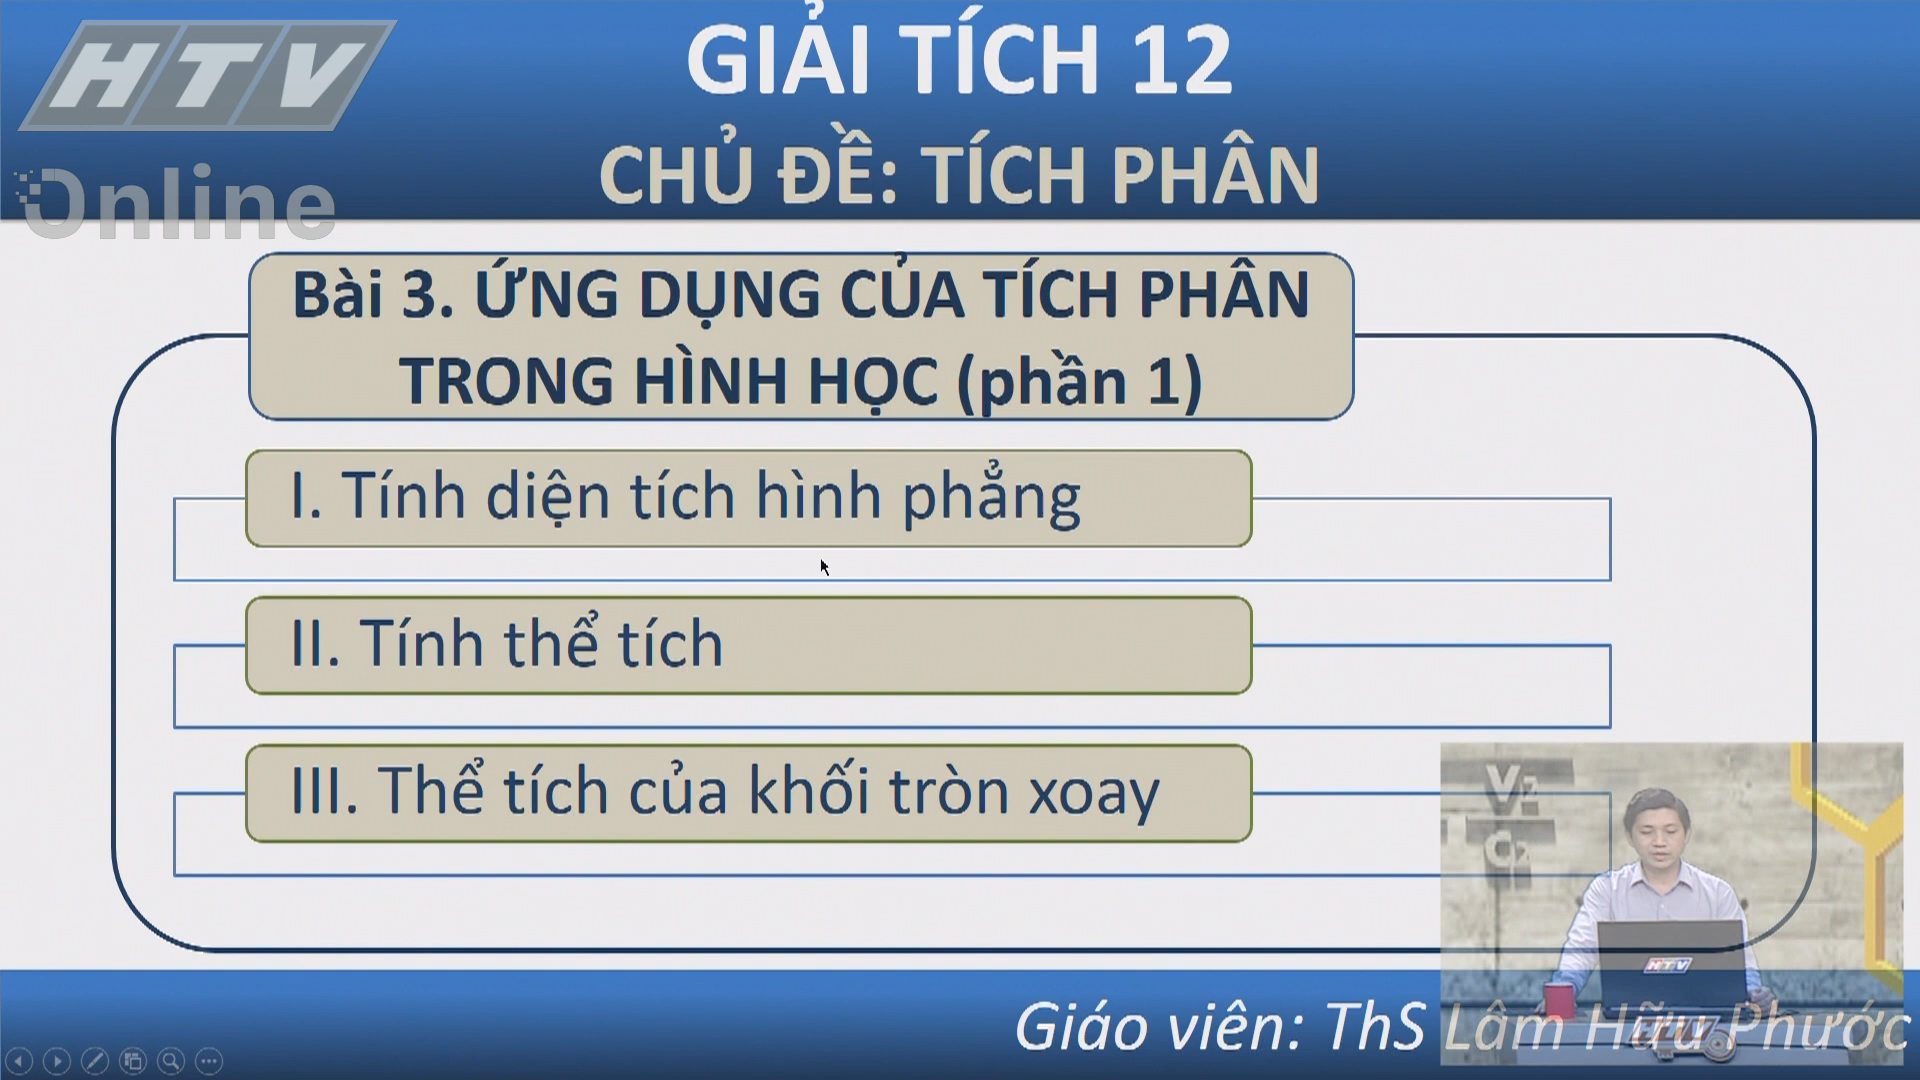 HTV
Online
GIẢI TÍCH 12
CHỦ ĐỀ: TÍCH PHÂN
Bài 3. ỨNG DỤNG CỦA TÍCH PHÂN
TRONG HÌNH HỌC (phần 1)
I. Tính diện tích hình phẳng
II. Tính thể tích
III. Thể tích của khối tròn xoay
HTV
Giáo viên: ThS Lâm Hữu Phước